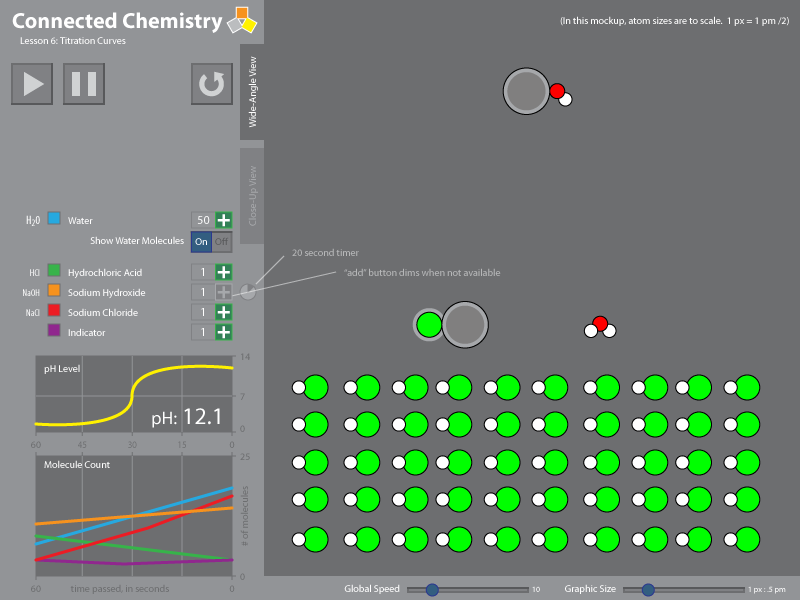 Connected Chemistry
Lesson 6: Titration Curves
(In this mockup, atom sizes are to scale.  1 px = 1 pm /2)
Wide-Angle View
Close-Up View
H₂O Water 50 +
Show Water Molecules On Off
20 second timer
"add" button dims when not available
HCl Hydrochloric Acid 1 +
NaOH Sodium Hydroxide 1 +
NaCl Sodium Chloride 1 +
Indicator 1 +
pH Level
14
7
0
pH: 12.1
60 45 30 15 0
Molecule Count
25
# of molecules
0
60 time passed, in seconds 0
Global Speed 10 Graphic Size 1 px : .5 pm